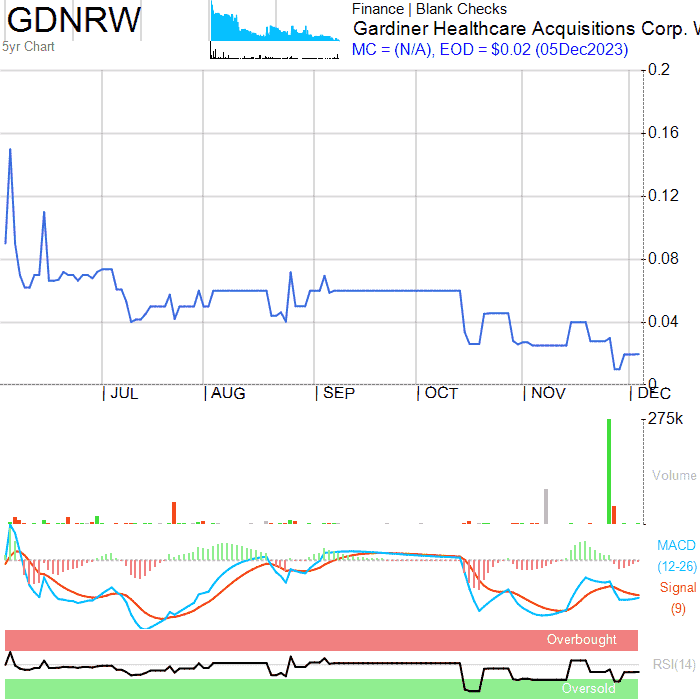 GDNRW
5yr Chart
Finance | Blank Checks
Gardiner Healthcare Acquisitions Corp. W
MC = (N/A), EOD = $0.02 (05Dec2023)
0.2
0.16
0.12
0.08
0.04
0
| JUL | AUG | SEP | OCT | NOV | DEC
275k
Volume
MACD
(12-26)
Signal
(9)
Overbought
RSI(14)
Oversold